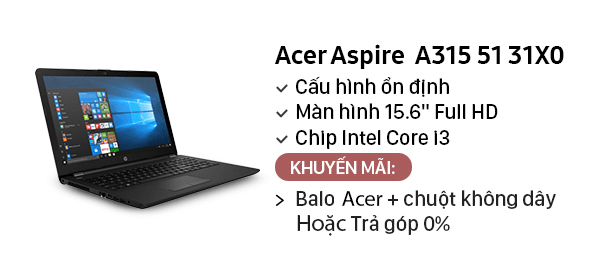 Acer Aspire A315 51 31X0
Cấu hình ổn định
Màn hình 15.6" Full HD
Chip Intel Core i3
KHUYẾN MÃI:
> Balo Acer + chuột không dây
Hoặc Trả góp 0%